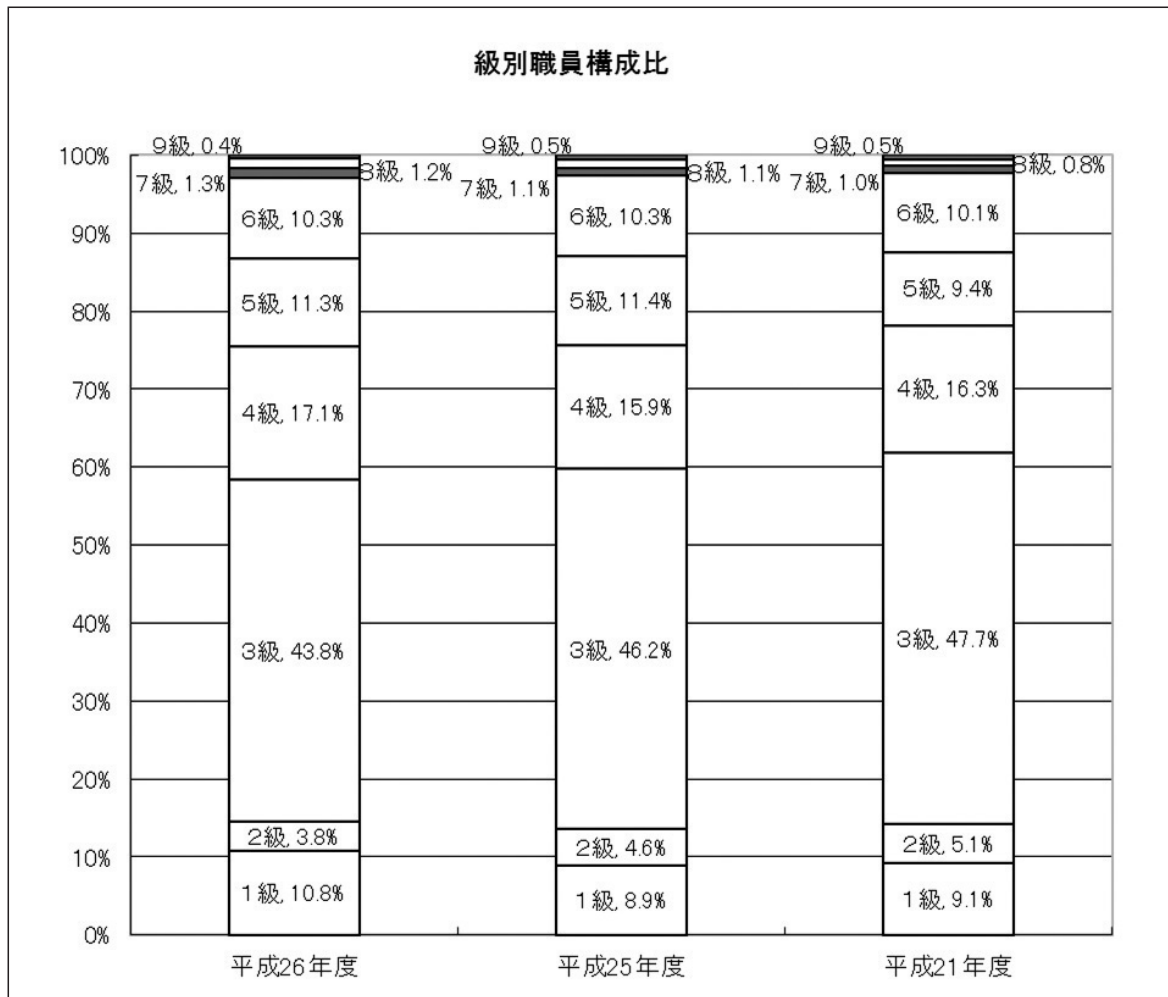 級別職員構成比
100%
90%
80%
70%
60%
50%
40%
30%
20%
10%
0%
9級, 0.4%
8級, 1.2%
7級, 1.3%
6級, 10.3%
5級, 11.3%
4級, 17.1%
3級, 43.8%
2級, 3.8%
1級, 10.8%
平成26年度
9級, 0.5%
8級, 1.1%
7級, 1.1%
6級, 10.3%
5級, 11.4%
4級, 15.9%
3級, 46.2%
2級, 4.6%
1級, 8.9%
平成25年度
9級, 0.5%
8級, 0.8%
7級, 1.0%
6級, 10.1%
5級, 9.4%
4級, 16.3%
3級, 47.7%
2級, 5.1%
1級, 9.1%
平成21年度